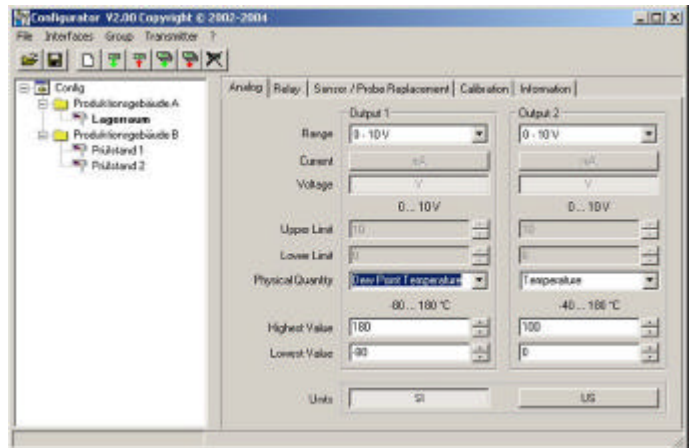 Configurator V2.00 Copyright © 2002-2004
File Interfaces Group Transmitter ?
Config
Produktionsgebäude A
Lagerraum
Produktionsgebäude B
Prüfstand 1
Prüfstand 2
Analog Relay Sensor / Probe Replacement Calibration Information
Output 1 Output 2
Range 0 - 10 V 0 - 10 V
Current mA mA
Voltage V V
0... 10 V 0... 10 V
Upper Limit 10 10
Lower Limit 0 0
Physical Quantity Dew Point Temperature Temperature
-80... 180 °C -40... 180 °C
Highest Value 180 100
Lowest Value -80 0
Units SI US